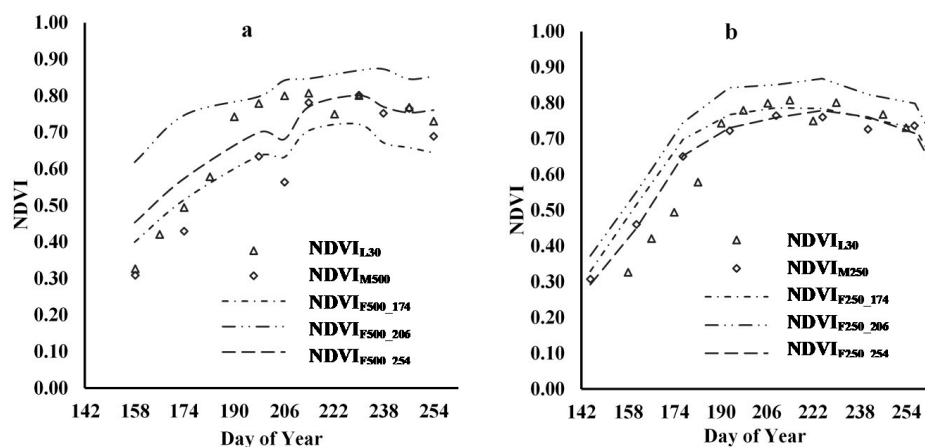 a
1.00
0.90
0.80
0.70
0.60
0.50
0.40
0.30
0.20
0.10
0.00
NDVI
142 158 174 190 206 222 238 254
Day of Year
NDVI_L30
NDVI_M500
NDVI_F500_174
NDVI_F500_206
NDVI_F500_254
b
1.00
0.90
0.80
0.70
0.60
0.50
0.40
0.30
0.20
0.10
0.00
NDVI
142 158 174 190 206 222 238 254
Day of Year
NDVI_L30
NDVI_M250
NDVI_F250_174
NDVI_F250_206
NDVI_F250_254